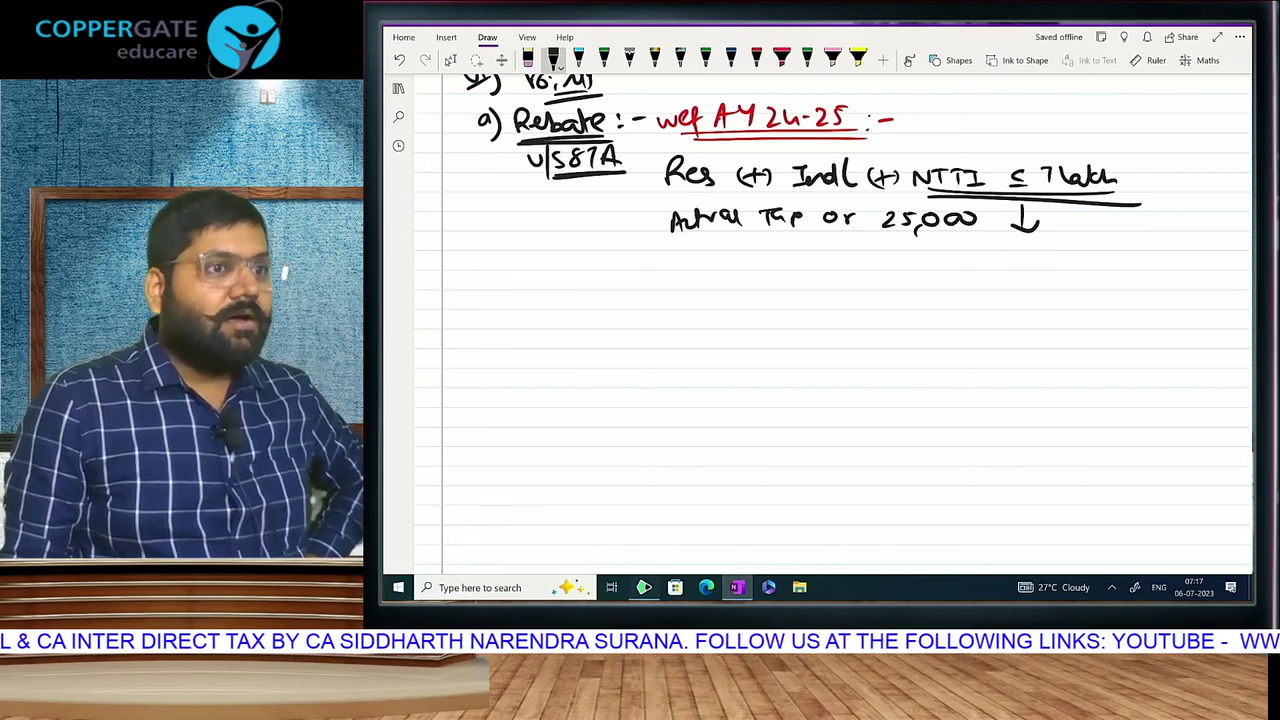 COPPERGATE
educare
Home Insert Draw View Help
Saved offline
Share
Shapes
Ink to Shape
Ink to Text
Ruler
Maths
a) Rebate :- wef AY 24-25 :-
u/s 87A
Res (+) Indl (+) NTTI ≤ 7 lakh
Actual Tax or 25,000 ↓
Type here to search
27°C Cloudy
ENG
07:17
06-07-2023
L & CA INTER DIRECT TAX BY CA SIDDHARTH NARENDRA SURANA. FOLLOW US AT THE FOLLOWING LINKS: YOUTUBE - WW